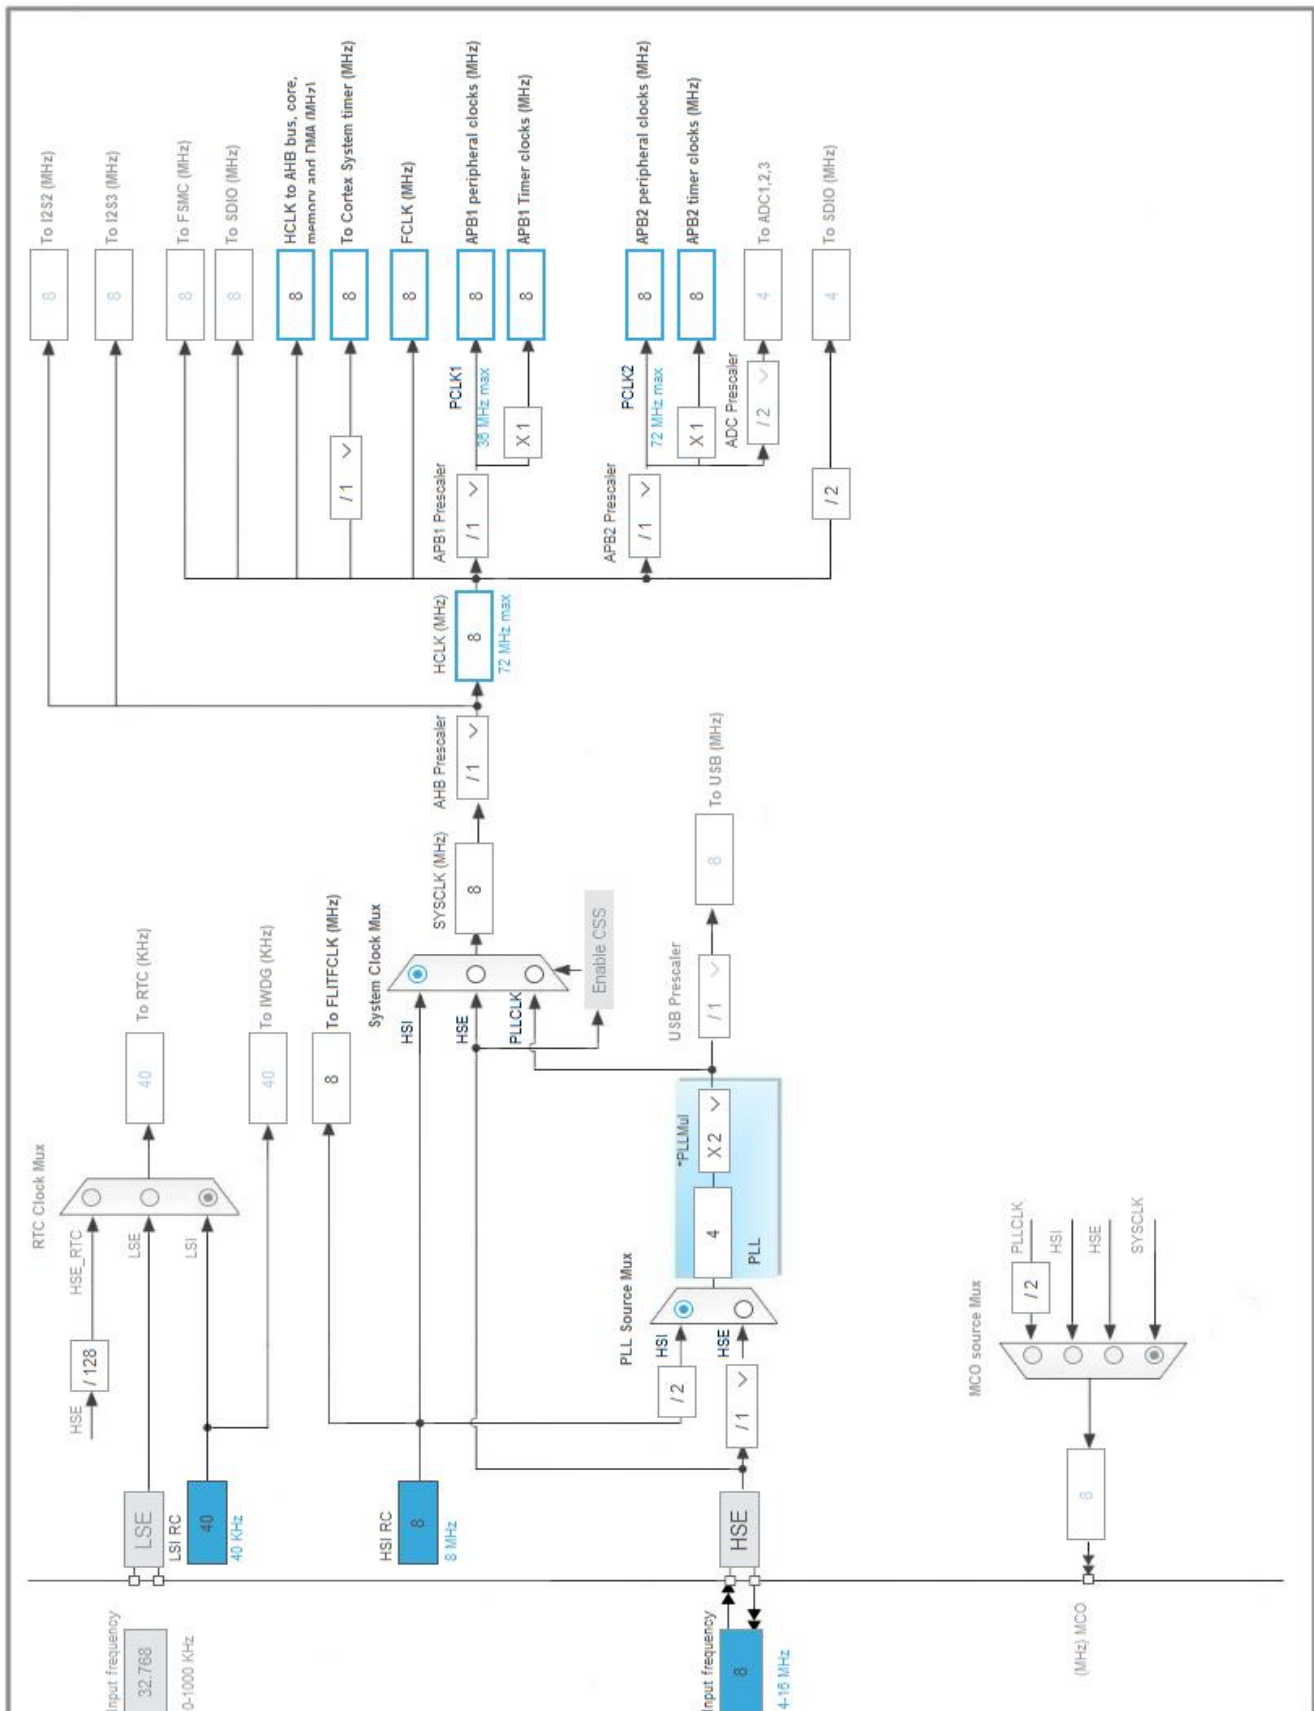 Input frequency
32.768
0-1000 KHz
LSE
LSI RC
40
40 KHz
HSE
/ 128
HSE_RTC
LSE
LSI
RTC Clock Mux
40
To RTC (KHz)
40
To IWDG (KHz)
8
To FLITFCLK (MHz)
HSI RC
8
8 MHz
Input frequency
8
4-16 MHz
HSE
/ 2
/ 1
HSI
HSE
PLL Source Mux
4
X 2
*PLLMul
PLL
System Clock Mux
HSI
HSE
PLLCLK
Enable CSS
USB Prescaler
/ 1
8
To USB (MHz)
SYSCLK (MHz)
8
AHB Prescaler
/ 1
HCLK (MHz)
8
72 MHz max
8
To I2S2 (MHz)
8
To I2S3 (MHz)
8
To FSMC (MHz)
8
To SDIO (MHz)
8
HCLK to AHB bus, core,
memory and DMA (MHz)
/ 1
8
To Cortex System timer (MHz)
8
FCLK (MHz)
APB1 Prescaler
/ 1
PCLK1
36 MHz max
8
APB1 peripheral clocks (MHz)
X 1
8
APB1 Timer clocks (MHz)
APB2 Prescaler
/ 1
PCLK2
72 MHz max
8
APB2 peripheral clocks (MHz)
X 1
8
APB2 timer clocks (MHz)
ADC Prescaler
/ 2
4
To ADC1,2,3
/ 2
4
To SDIO (MHz)
(MHz) MCO
8
MCO source Mux
/ 2
PLLCLK
HSI
HSE
SYSCLK